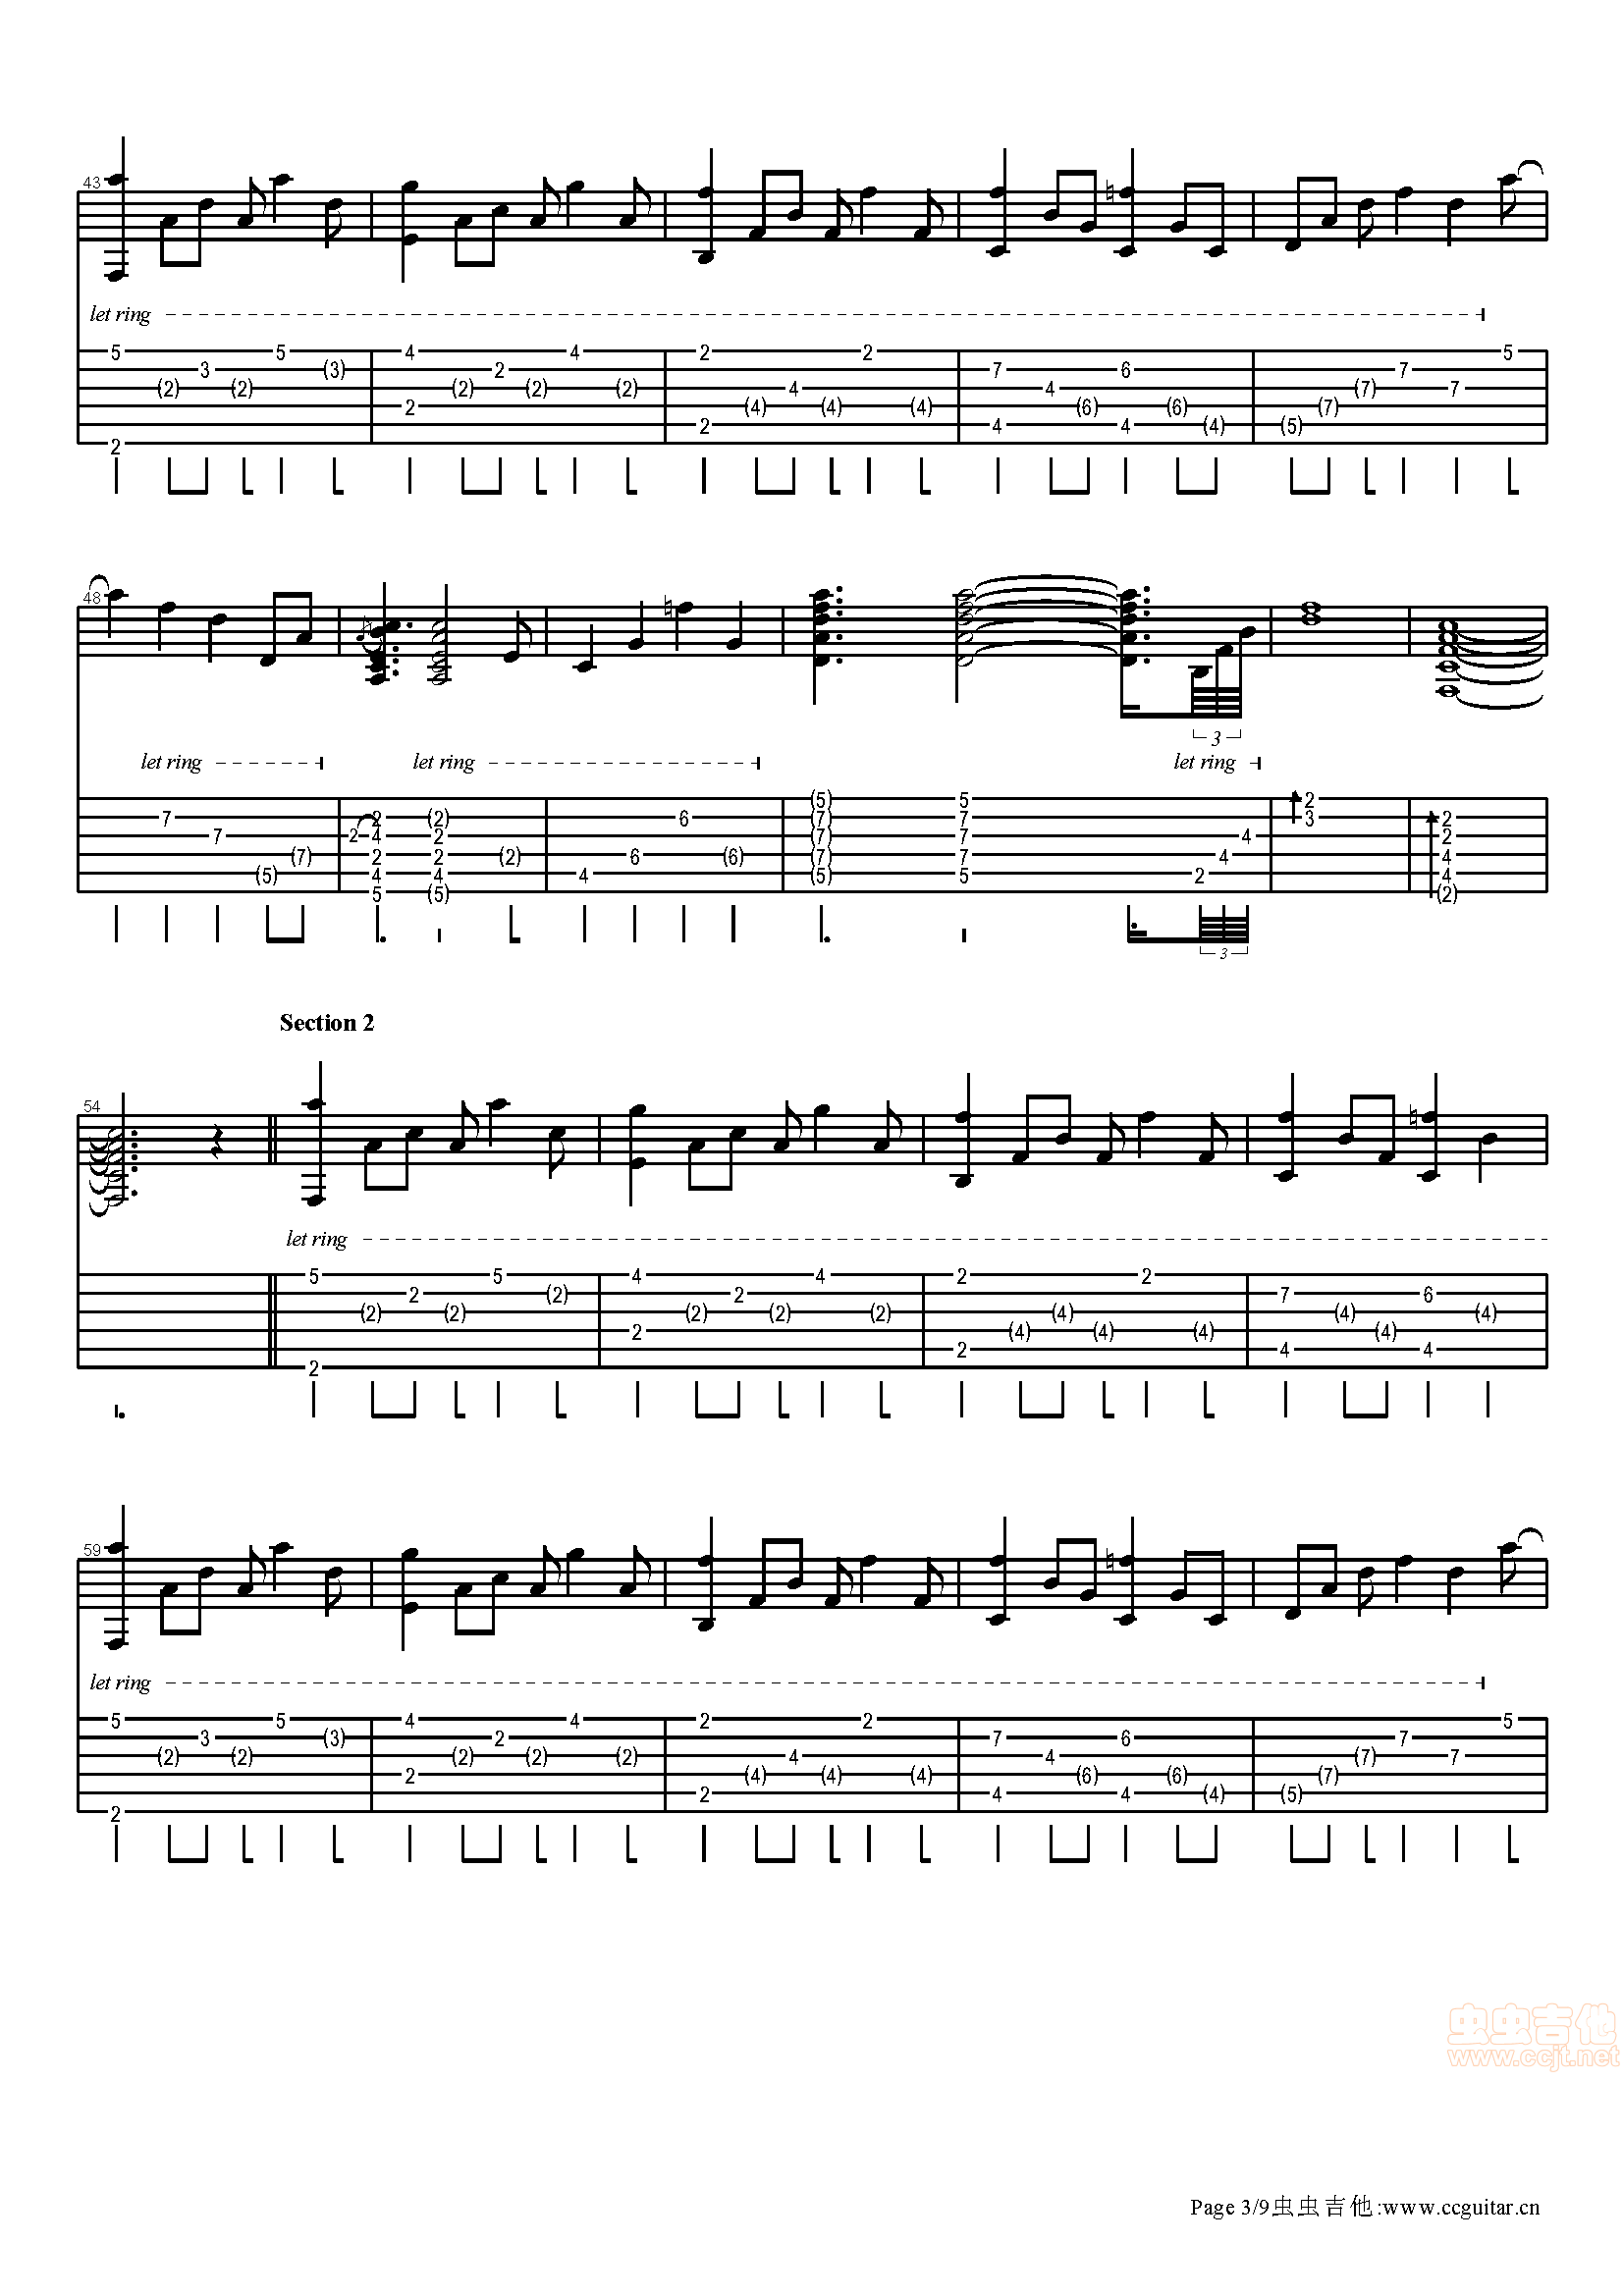 43
let ring
5 5 4 4 2 2 5
3 (3) 2 7 6 7
(2) (2) (2) (2) (2) 4 4 (7) 7
2 (4) (4) (4) (6) (6) (7)
2 4 4 (4) (5)
2
48
3
let ring let ring let ring
(5) 5 2
7 2 (2) 6 (7) 7 3 2
7 2 4 2 (7) 7 4 2
(7) 2 2 (2) 6 (6) (7) 7 4 4
(5) 4 4 4 (5) 5 2 4
5 (5) (2)
3
Section 2
54
let ring
5 5 4 4 2 2
2 (2) 2 7 6
(2) (2) (2) (2) (2) (4) (4) (4)
2 (4) (4) (4) (4)
2 4 4
2
59
let ring
5 5 4 4 2 2 5
3 (3) 2 7 6 7
(2) (2) (2) (2) (2) 4 4 (7) 7
2 (4) (4) (4) (6) (6) (7)
2 4 4 (4) (5)
2
虫虫吉他
www.ccjt.net
Page 3/9虫虫吉他:www.ccguitar.cn